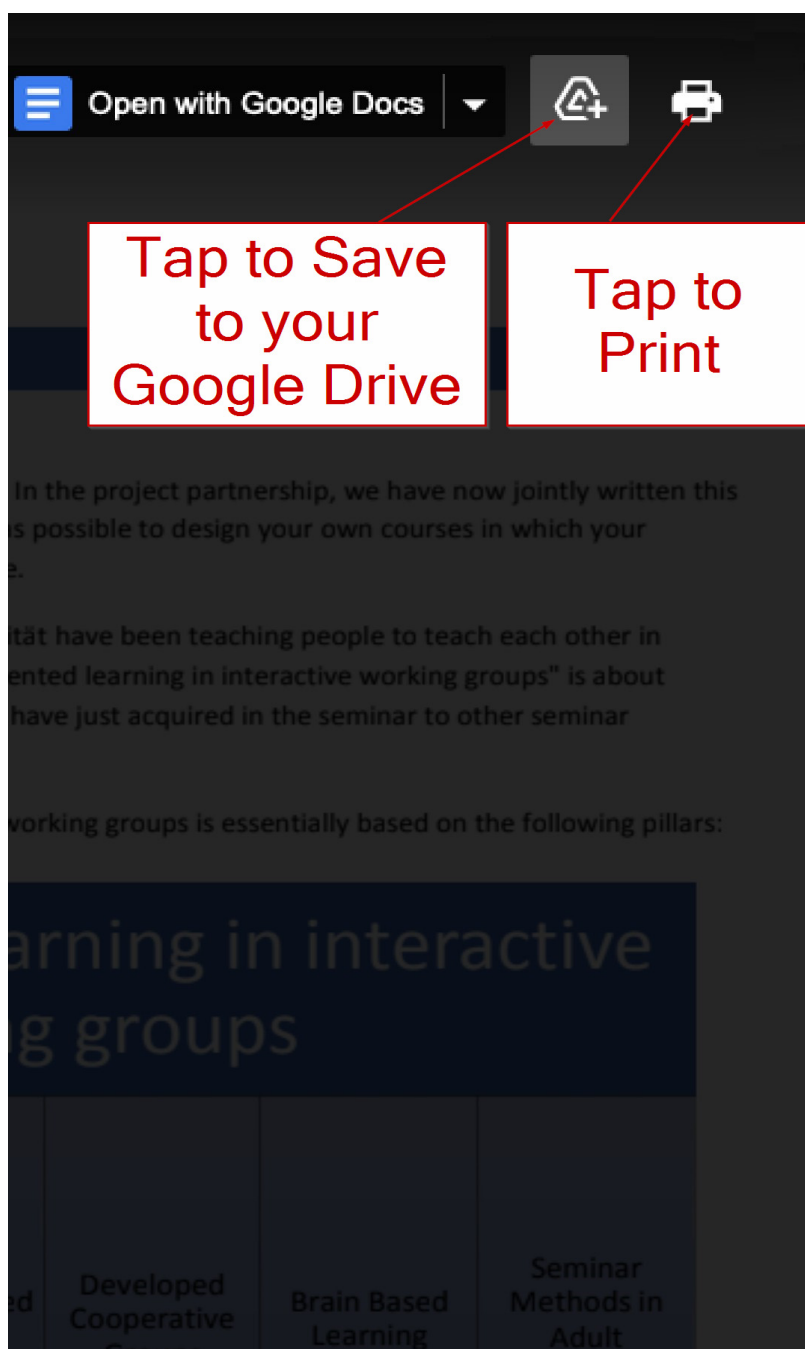 Open with Google Docs
Tap to Save
to your
Google Drive
Tap to
Print
In the project partnership, we have now jointly written this
possible to design your own courses in which your
have been teaching people to teach each other in
learning in interactive working groups" is about
have just acquired in the seminar to other seminar
working groups is essentially based on the following pillars:
in interactive
groups
Developed
Cooperative
Brain Based
Learning
Seminar
Methods in
Adult